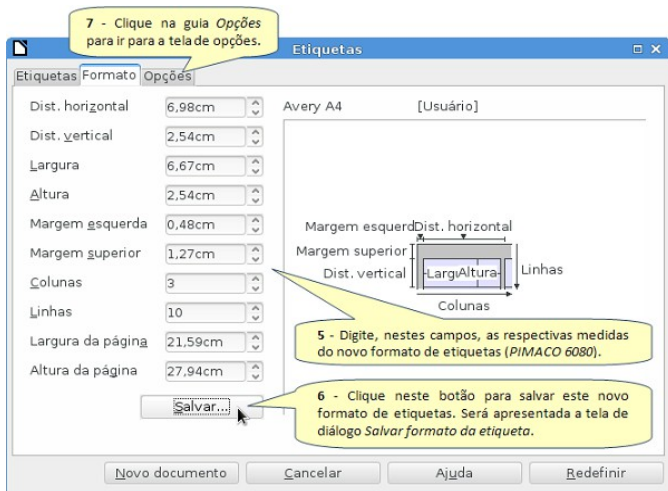 7 - Clique na guia Opções
para ir para a tela de opções.
Etiquetas
Etiquetas Formato Opções
Dist. horizontal 6,98cm
Avery A4 [Usuário]
Dist. vertical 2,54cm
Largura 6,67cm
Altura 2,54cm
Margem esquerda 0,48cm
Margem superior 1,27cm
Colunas 3
Linhas 10
Largura da página 21,59cm
Altura da página 27,94cm
Salvar...
Margem esquerd Dist. horizontal
Margem superior
Dist. vertical Largu Altura Linhas
Colunas
5 - Digite, nestes campos, as respectivas medidas
do novo formato de etiquetas (PIMACO 6080).
6 - Clique neste botão para salvar este novo
formato de etiquetas. Será apresentada a tela de
diálogo Salvar formato da etiqueta.
Novo documento Cancelar Ajuda Redefinir